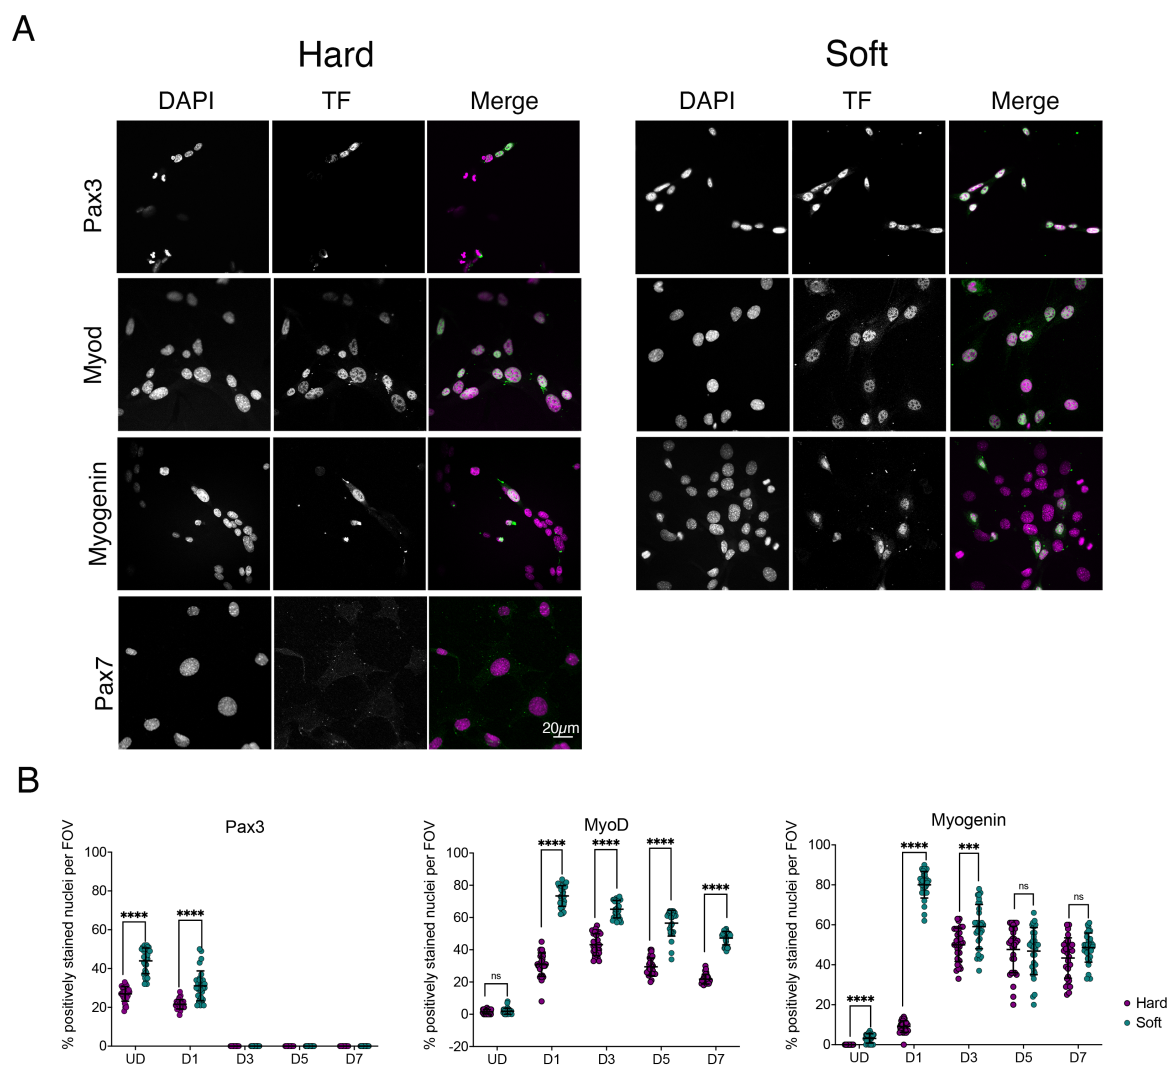 A
Hard
Soft
DAPI
TF
Merge
DAPI
TF
Merge
Pax3
Myod
Myogenin
Pax7
20µm
B
Pax3
% positively stained nuclei per FOV
100
80
60
40
20
0
****
****
UD
D1
D3
D5
D7
MyoD
% positively stained nuclei per FOV
100
80
60
40
20
0
-20
ns
****
****
****
****
UD
D1
D3
D5
D7
Myogenin
% positively stained nuclei per FOV
100
80
60
40
20
0
****
****
***
ns
ns
UD
D1
D3
D5
D7
Hard
Soft